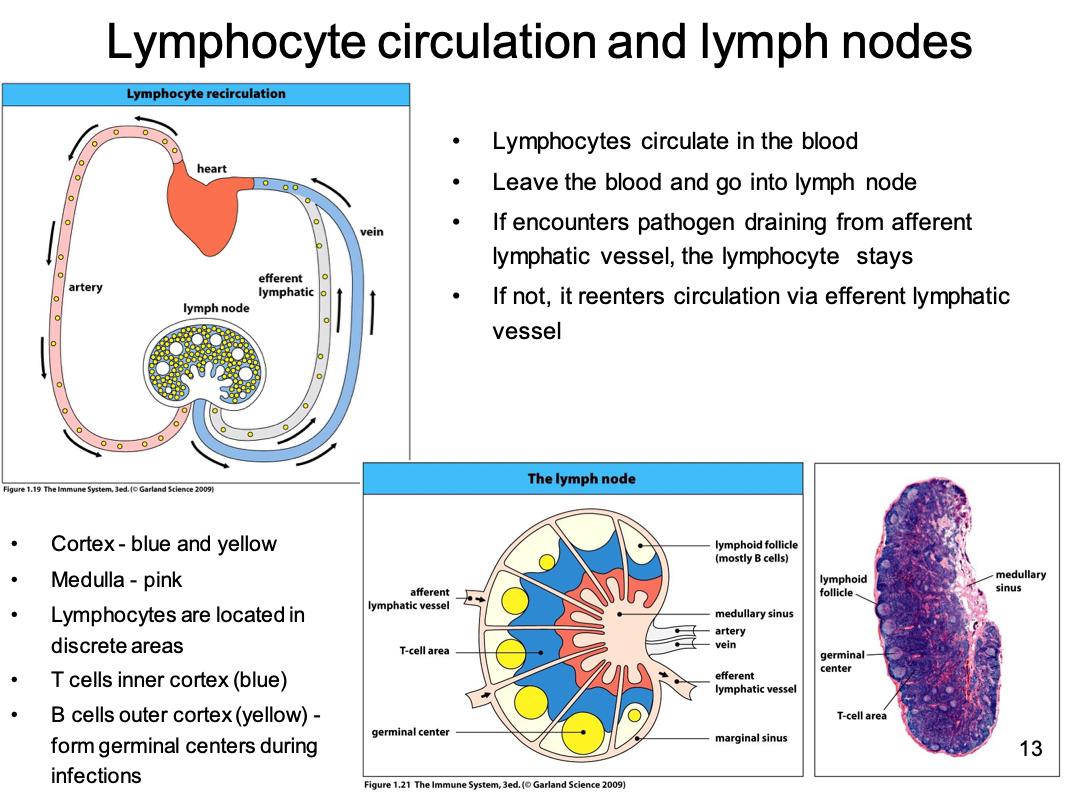 Lymphocyte circulation and lymph nodes
Lymphocyte recirculation
heart
vein
artery
efferent
lymphatic
lymph node
Figure 1.19 The Immune System, 3ed. (© Garland Science 2009)
• Lymphocytes circulate in the blood
• Leave the blood and go into lymph node
• If encounters pathogen draining from afferent
lymphatic vessel, the lymphocyte stays
• If not, it reenters circulation via efferent lymphatic
vessel
• Cortex - blue and yellow
• Medulla - pink
• Lymphocytes are located in
discrete areas
• T cells inner cortex (blue)
• B cells outer cortex (yellow) -
form germinal centers during
infections
The lymph node
afferent
lymphatic vessel
T-cell area
germinal center
lymphoid follicle
(mostly B cells)
medullary sinus
artery
vein
efferent
lymphatic vessel
marginal sinus
Figure 1.21 The Immune System, 3ed. (© Garland Science 2009)
lymphoid
follicle
germinal
center
T-cell area
medullary
sinus
13